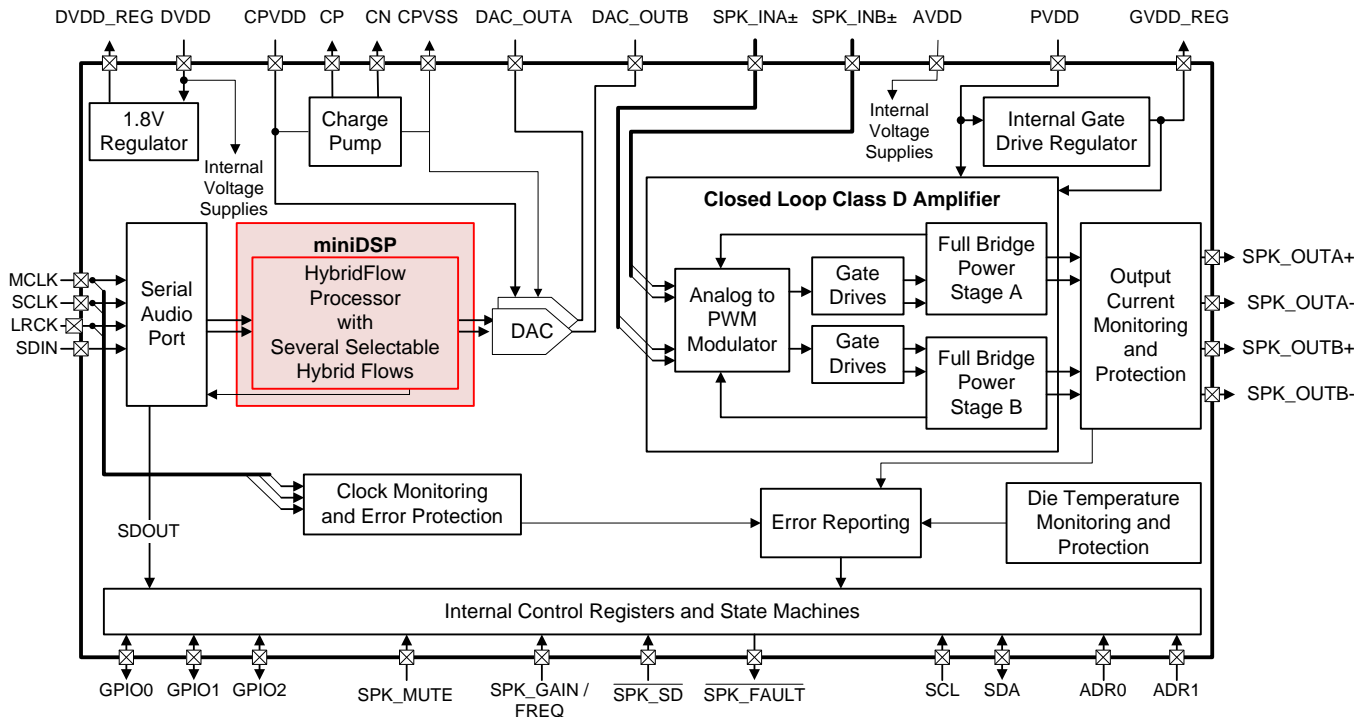 DVDD_REG DVDD CPVDD CP CN CPVSS DAC_OUTA DAC_OUTB SPK_INA± SPK_INB± AVDD PVDD GVDD_REG
1.8V
Regulator
Internal
Voltage
Supplies
Charge
Pump
Internal
Voltage
Supplies
Internal Gate
Drive Regulator
MCLK
SCLK
LRCK
SDIN
Serial
Audio
Port
miniDSP
HybridFlow
Processor
with
Several Selectable
Hybrid Flows
DAC
Closed Loop Class D Amplifier
Analog to
PWM
Modulator
Gate
Drives
Gate
Drives
Full Bridge
Power
Stage A
Full Bridge
Power
Stage B
Output
Current
Monitoring
and
Protection
SPK_OUTA+
SPK_OUTA-
SPK_OUTB+
SPK_OUTB-
SDOUT
Clock Monitoring
and Error Protection
Error Reporting
Die Temperature
Monitoring and
Protection
Internal Control Registers and State Machines
GPIO0 GPIO1 GPIO2 SPK_MUTE SPK_GAIN / SPK_SD SPK_FAULT SCL SDA ADR0 ADR1
FREQ